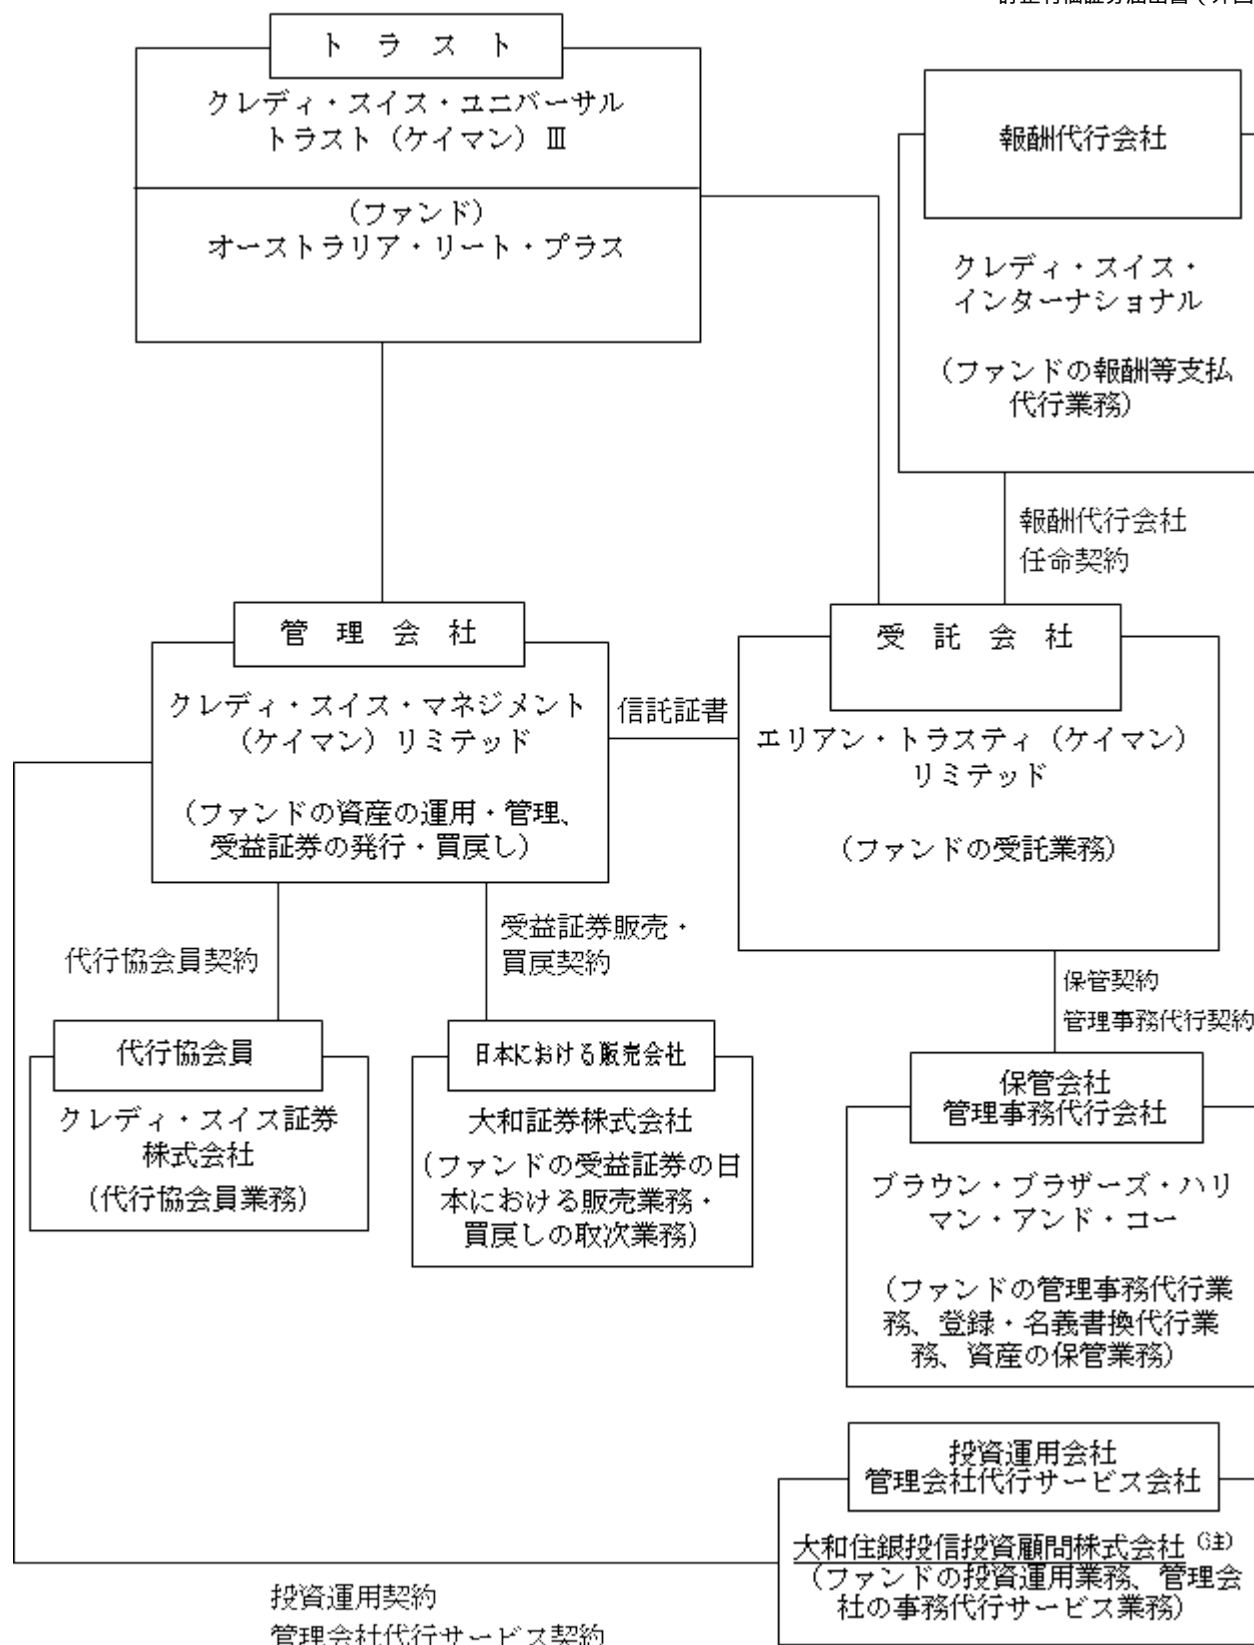 ト ラ ス ト
クレディ・スイス・ユニバーサル
トラスト（ケイマン）Ⅲ
（ファンド）
オーストラリア・リート・プラス
報酬代行会社
クレディ・スイス・
インターナショナル
（ファンドの報酬等支払
代行業務）
報酬代行会社
任命契約
管 理 会 社
クレディ・スイス・マネジメント
（ケイマン）リミテッド
（ファンドの資産の運用・管理、
受益証券の発行・買戻し）
信託証書
受 託 会 社
エリアン・トラスティ（ケイマン）
リミテッド
（ファンドの受託業務）
代行協会員契約
受益証券販売・
買戻契約
保管契約
管理事務代行契約
代行協会員
クレディ・スイス証券
株式会社
（代行協会員業務）
日本における販売会社
大和証券株式会社
（ファンドの受益証券の日
本における販売業務・
買戻しの取次業務）
保管会社
管理事務代行会社
ブラウン・ブラザーズ・ハリ
マン・アンド・コー
（ファンドの管理事務代行業
務、登録・名義書換代行業
務、資産の保管業務）
投資運用会社
管理会社代行サービス会社
大和住銀投信投資顧問株式会社（注）
（ファンドの投資運用業務、管理会
社の事務代行サービス業務）
投資運用契約
管理会社代行サービス契約